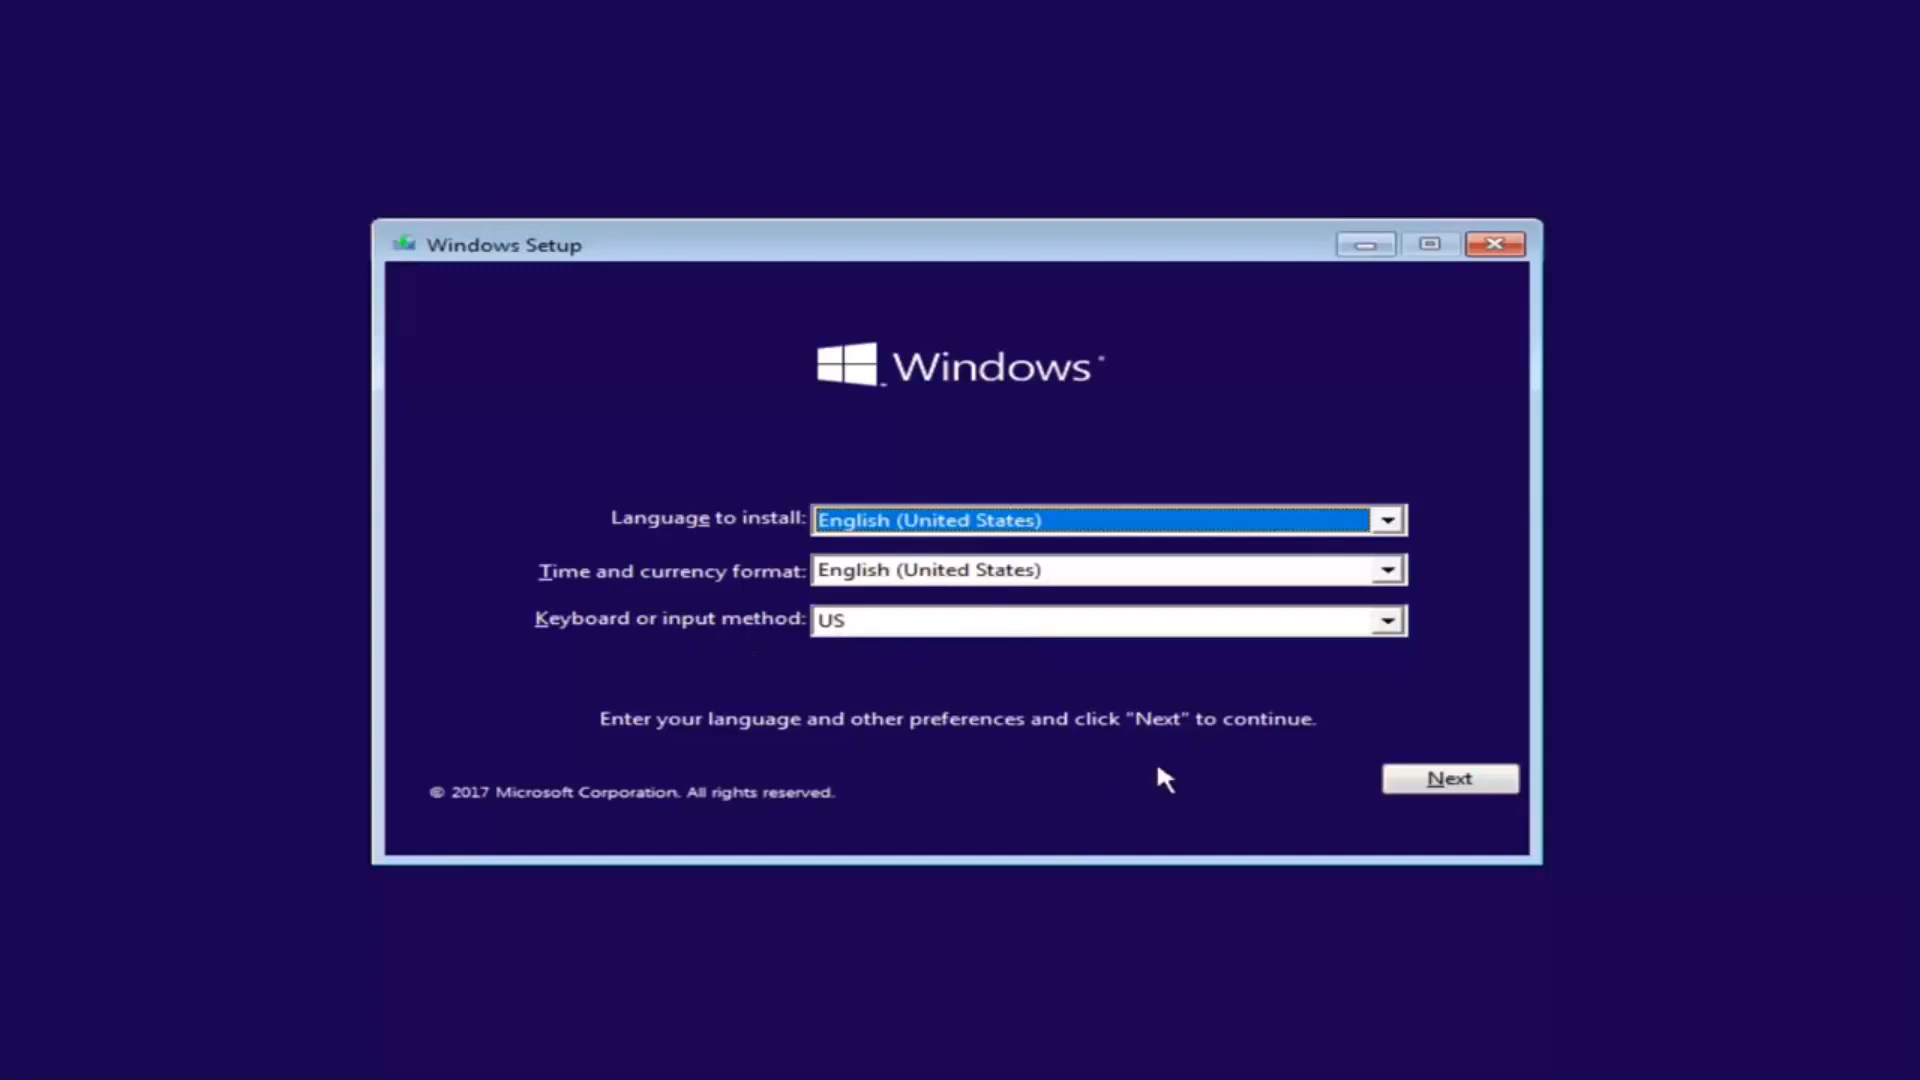 Windows Setup
Windows
Language to install: English (United States)
Time and currency format: English (United States)
Keyboard or input method: US
Enter your language and other preferences and click "Next" to continue.
Next
© 2017 Microsoft Corporation. All rights reserved.